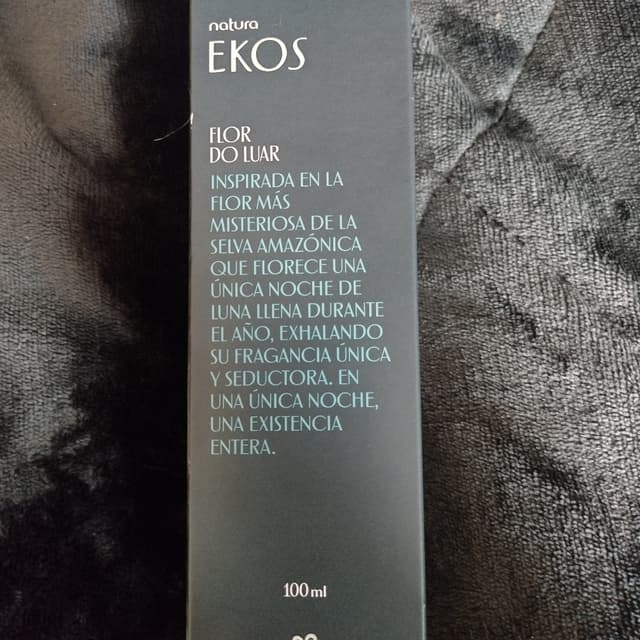 natura
EKOS
FLOR
DO LUAR
INSPIRADA EN LA
FLOR MÁS
MISTERIOSA DE LA
SELVA AMAZÓNICA
QUE FLORECE UNA
ÚNICA NOCHE DE
LUNA LLENA DURANTE
EL AÑO, EXHALANDO
SU FRAGANCIA ÚNICA
Y SEDUCTORA. EN
UNA ÚNICA NOCHE,
UNA EXISTENCIA
ENTERA.
100 ml